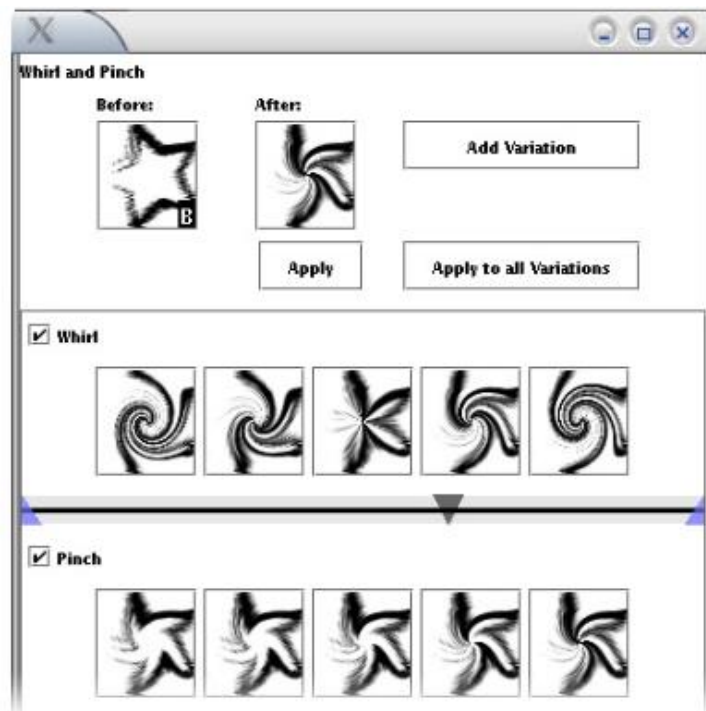 X
Whirl and Pinch
Before: After:
Add Variation
B
Apply Apply to all Variations
Whirl
Pinch